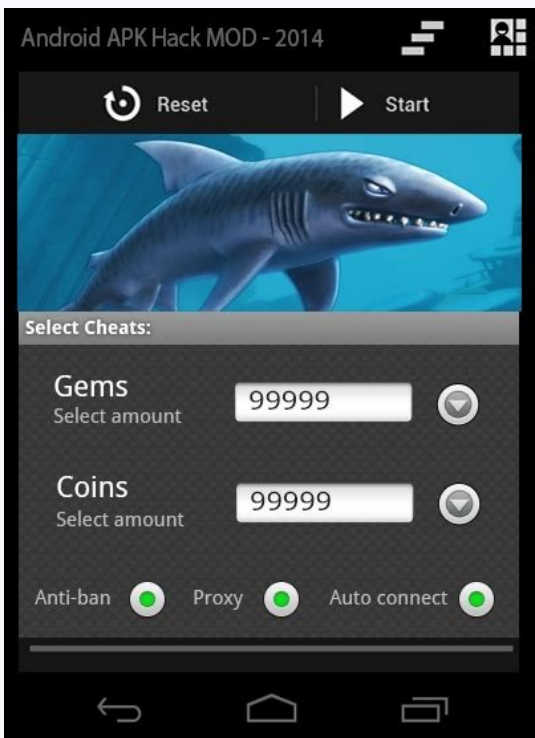 Android APK Hack MOD - 2014
Reset Start
Select Cheats:
Gems 99999
Select amount
Coins 99999
Select amount
Anti-ban Proxy Auto connect